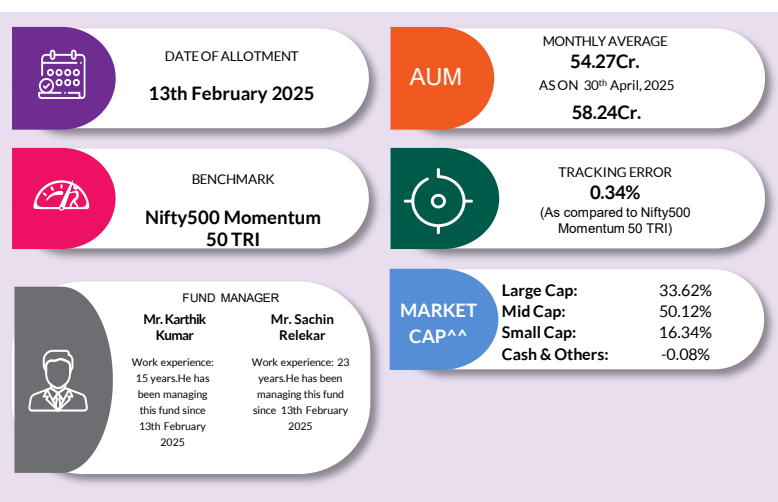 DATE OF ALLOTMENT
13th February 2025
AUM
MONTHLY AVERAGE
54.27Cr.
AS ON 30th April, 2025
58.24Cr.
BENCHMARK
Nifty500 Momentum
50 TRI
TRACKING ERROR
0.34%
(As compared to Nifty500
Momentum 50 TRI)
FUND MANAGER
Mr. Karthik
Kumar
Work experience:
15 years.He has
been managing
this fund since
13th February
2025
Mr. Sachin
Relekar
Work experience: 23
years.He has been
managing this fund
since 13th February
2025
MARKET
CAP^^
Large Cap: 33.62%
Mid Cap: 50.12%
Small Cap: 16.34%
Cash & Others: -0.08%